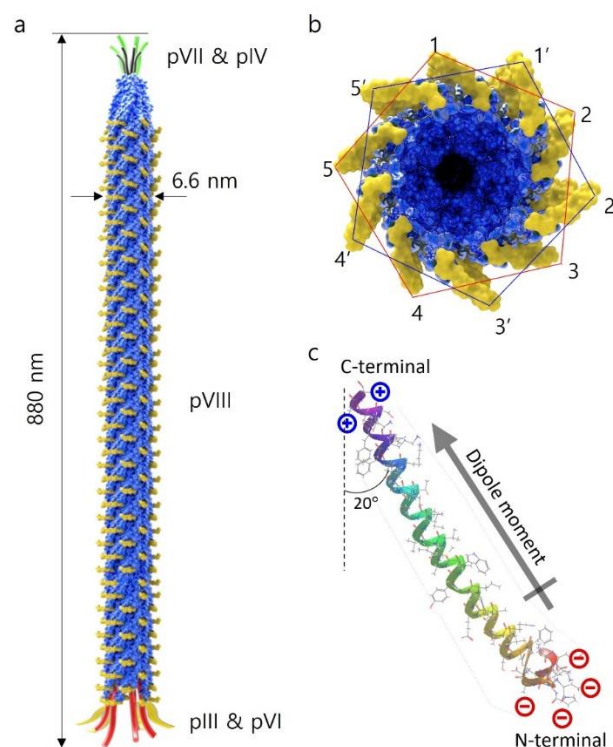 a
pVII & pIV
6.6 nm
880 nm
pVIII
pIII & pVI
b
1
1′
2
2′
3
3′
4
4′
5
5′
c
C-terminal
+
+
20°
Dipole moment
−
−
−
−
N-terminal